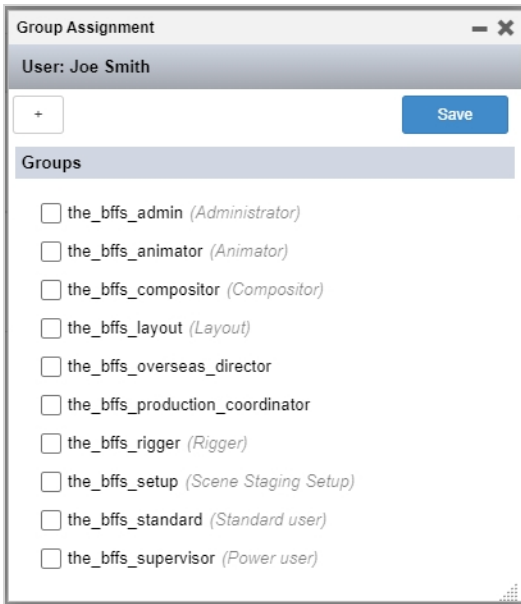 Group Assignment
User: Joe Smith
+
Save
Groups
the_bffs_admin (Administrator)
the_bffs_animator (Animator)
the_bffs_compositor (Compositor)
the_bffs_layout (Layout)
the_bffs_overseas_director
the_bffs_production_coordinator
the_bffs_rigger (Rigger)
the_bffs_setup (Scene Staging Setup)
the_bffs_standard (Standard user)
the_bffs_supervisor (Power user)